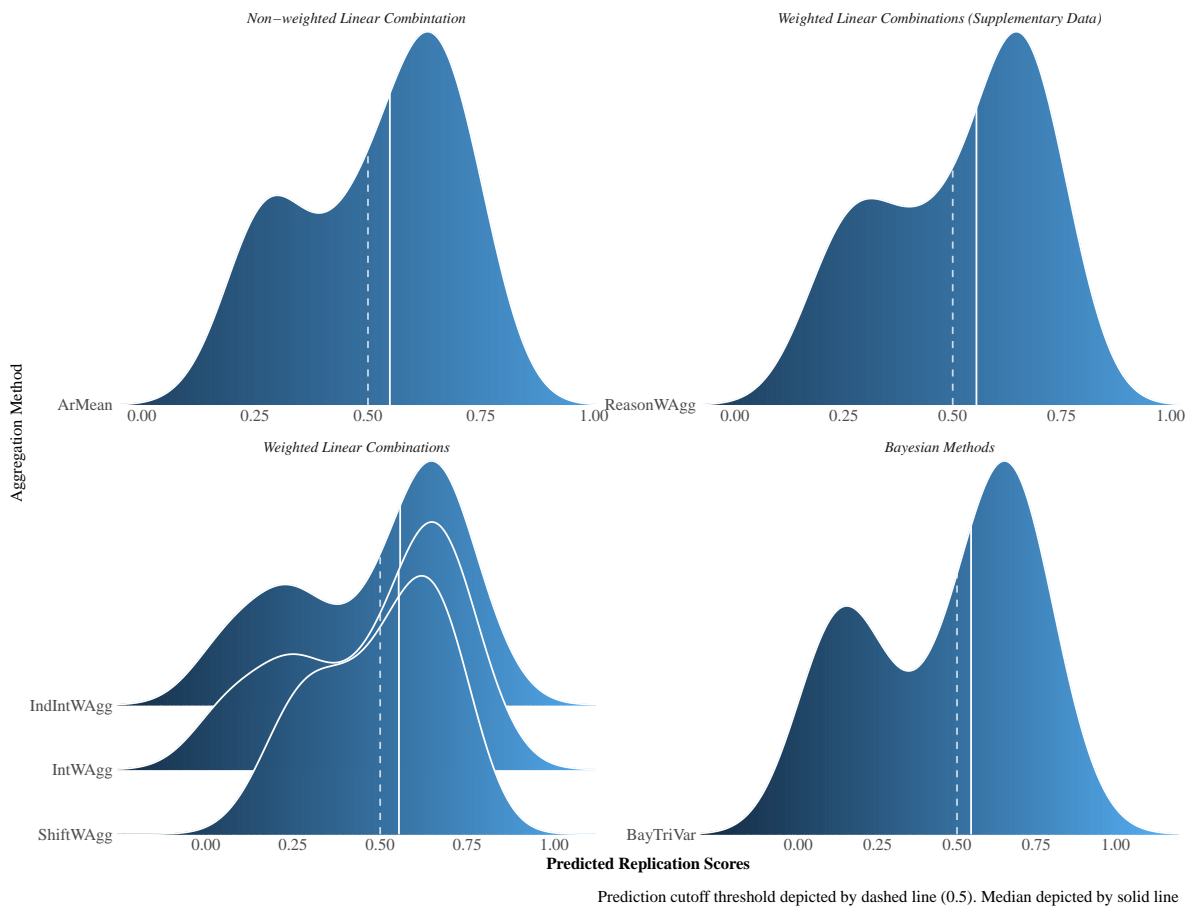 Non−weighted Linear Combintation
Weighted Linear Combinations (Supplementary Data)
ArMean
0.00 0.25 0.50 0.75 1.00
ReasonWAgg
0.00 0.25 0.50 0.75 1.00
Aggregation Method
Weighted Linear Combinations
Bayesian Methods
IndIntWAgg
IntWAgg
ShiftWAgg
0.00 0.25 0.50 0.75 1.00
BayTriVar
0.00 0.25 0.50 0.75 1.00
Predicted Replication Scores
Prediction cutoff threshold depicted by dashed line (0.5). Median depicted by solid line